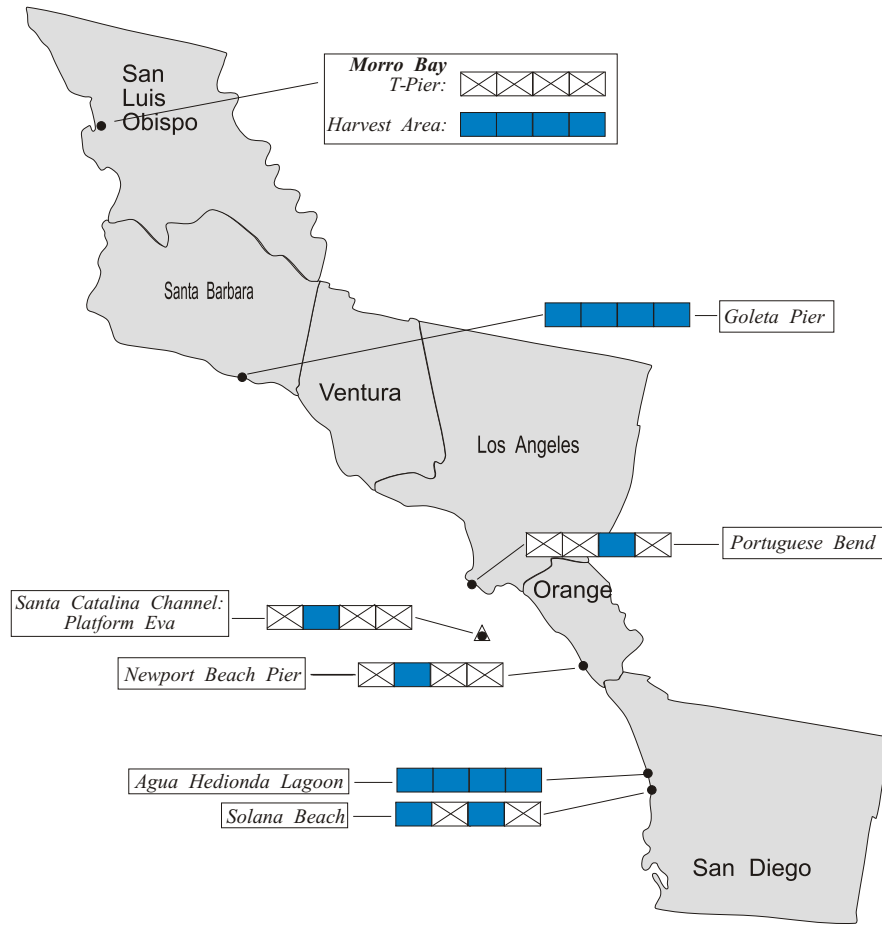 San
Luis
Obispo
Morro Bay
T-Pier:
Harvest Area:
Santa Barbara
Goleta Pier
Ventura
Los Angeles
Portuguese Bend
Orange
Santa Catalina Channel:
Platform Eva
Newport Beach Pier
Agua Hedionda Lagoon
Solana Beach
San Diego